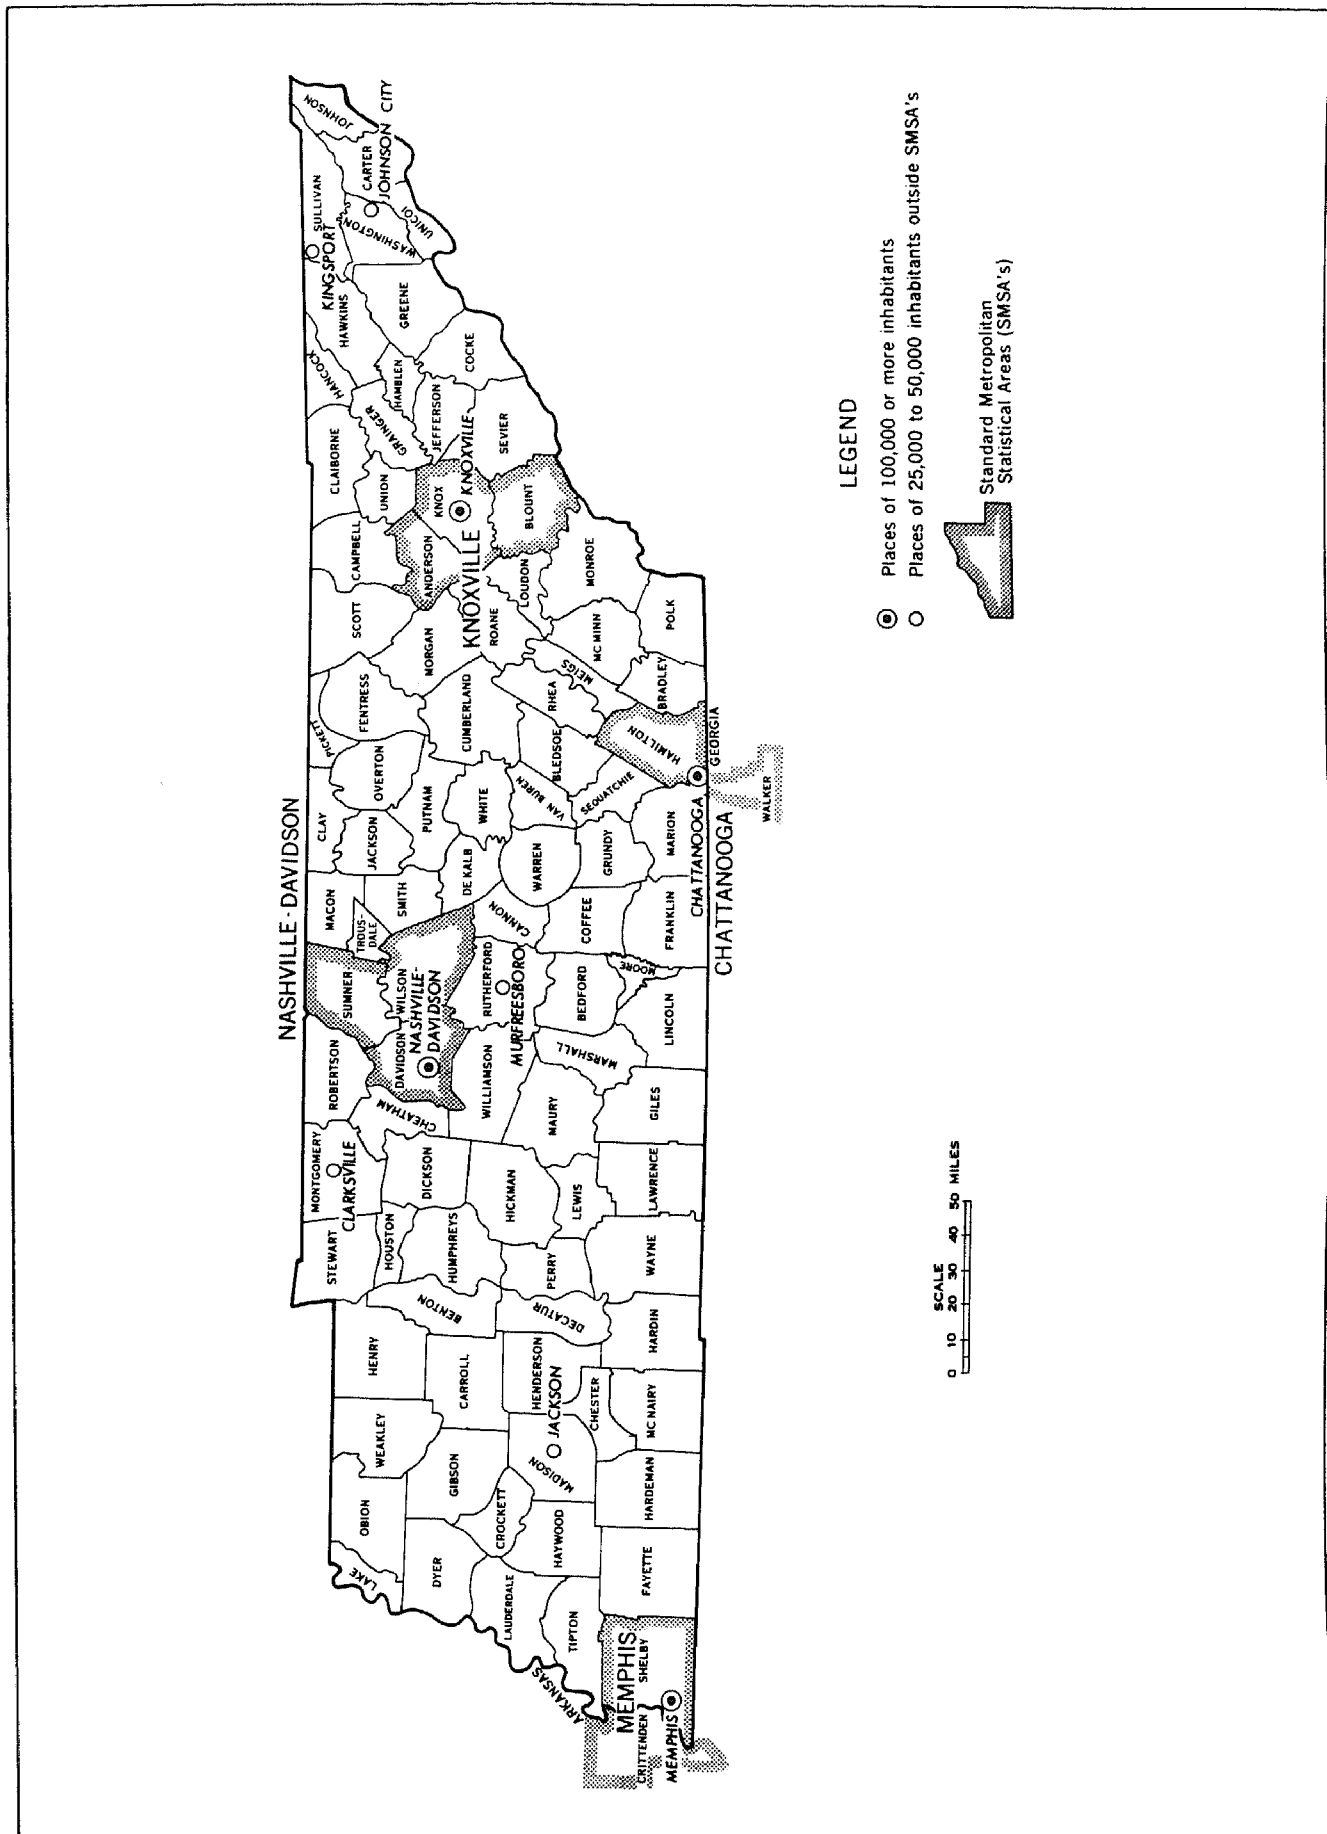 NASHVILLE - DAVIDSON
LAKE
OBION
WEAKLEY
HENRY
STEWART
MONTGOMERY
CLARKSVILLE
ROBERTSON
SUMNER
MACON
TROUS-
DALE
CLAY
PICKETT
JACKSON
OVERTON
FENTRESS
SCOTT
CAMPBELL
CLAIBORNE
HANCOCK
HAWKINS
KINGSPORT
SULLIVAN
JOHNSON
CARTER
JOHNSON CITY
WASHINGTON
UNICOI
GREENE
HAMBLEN
GRAINGER
UNION
DYER
GIBSON
CARROLL
BENTON
HOUSTON
HUMPHREYS
DICKSON
CHEATHAM
DAVIDSON
NASHVILLE-
DAVIDSON
WILSON
SMITH
PUTNAM
DE KALB
WHITE
CUMBERLAND
MORGAN
ANDERSON
KNOX
KNOXVILLE
KNOXVILLE
JEFFERSON
COCKE
SEVIER
BLOUNT
LOUDON
ROANE
LAUDERDALE
CROCKETT
HAYWOOD
MADISON
JACKSON
HENDERSON
DECATUR
PERRY
HICKMAN
LEWIS
MAURY
WILLIAMSON
RUTHERFORD
MURFREESBORO
CANNON
WARREN
VAN BUREN
BLEDSOE
RHEA
MEIGS
MC MINN
MONROE
TIPTON
ARKANSAS
CHESTER
MARSHALL
BEDFORD
COFFEE
GRUNDY
SEQUATCHIE
HAMILTON
BRADLEY
POLK
MEMPHIS
SHELBY
CRITTENDEN
MEMPHIS
FAYETTE
HARDEMAN
MC NAIRY
HARDIN
WAYNE
LAWRENCE
GILES
LINCOLN
MOORE
FRANKLIN
MARION
CHATTANOOGA
GEORGIA
CHATTANOOGA
WALKER
LEGEND
Places of 100,000 or more inhabitants
Places of 25,000 to 50,000 inhabitants outside SMSA's
Standard Metropolitan
Statistical Areas (SMSA's)
SCALE
0 10 20 30 40 50 MILES